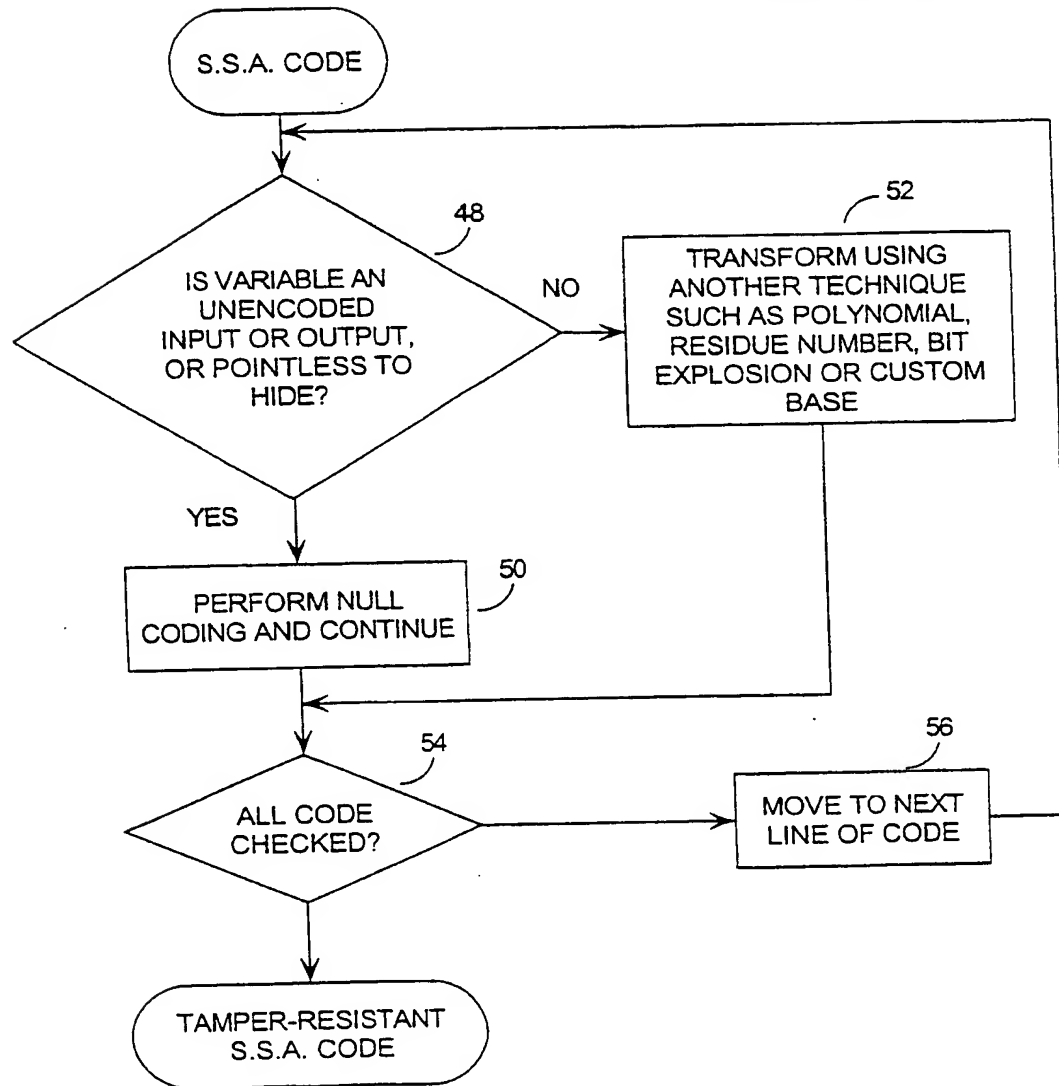 S.S.A. CODE
48
IS VARIABLE AN
UNENCODED
INPUT OR OUTPUT,
OR POINTLESS TO
HIDE?
NO
52
TRANSFORM USING
ANOTHER TECHNIQUE
SUCH AS POLYNOMIAL,
RESIDUE NUMBER, BIT
EXPLOSION OR CUSTOM
BASE
YES
50
PERFORM NULL
CODING AND CONTINUE
54
ALL CODE
CHECKED?
56
MOVE TO NEXT
LINE OF CODE
TAMPER-RESISTANT
S.S.A. CODE